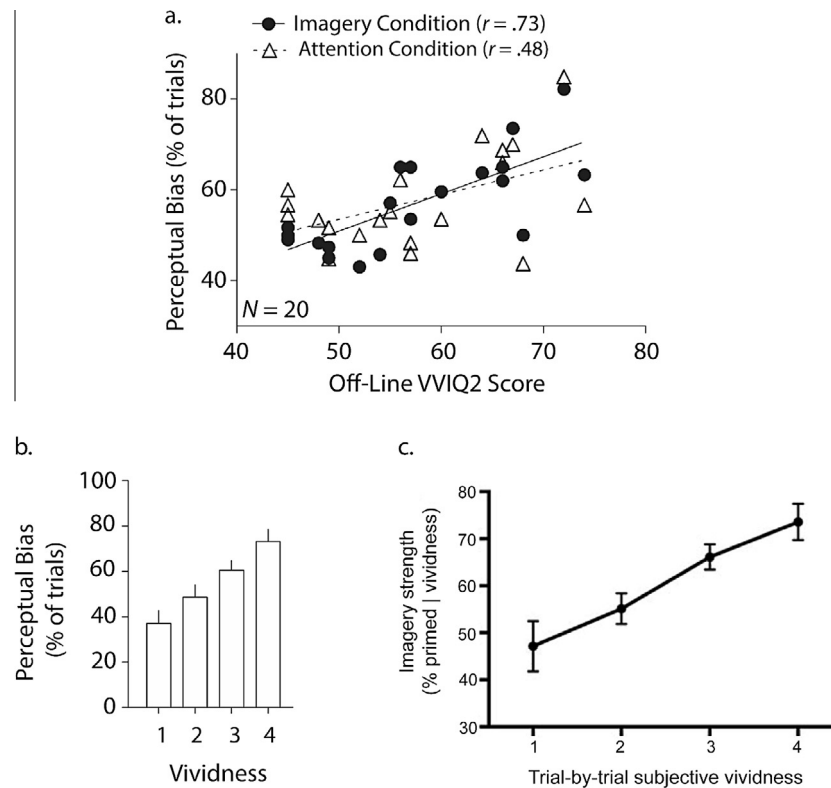 a.
Imagery Condition (r = .73)
Attention Condition (r = .48)
Perceptual Bias (% of trials)
80
60
40
N = 20
40 50 60 70 80
Off-Line VVIQ2 Score
b.
Perceptual Bias
(% of trials)
100
80
60
40
20
0
1 2 3 4
Vividness
c.
Imagery strength
(% primed | vividness)
80
70
60
50
40
30
1 2 3 4
Trial-by-trial subjective vividness